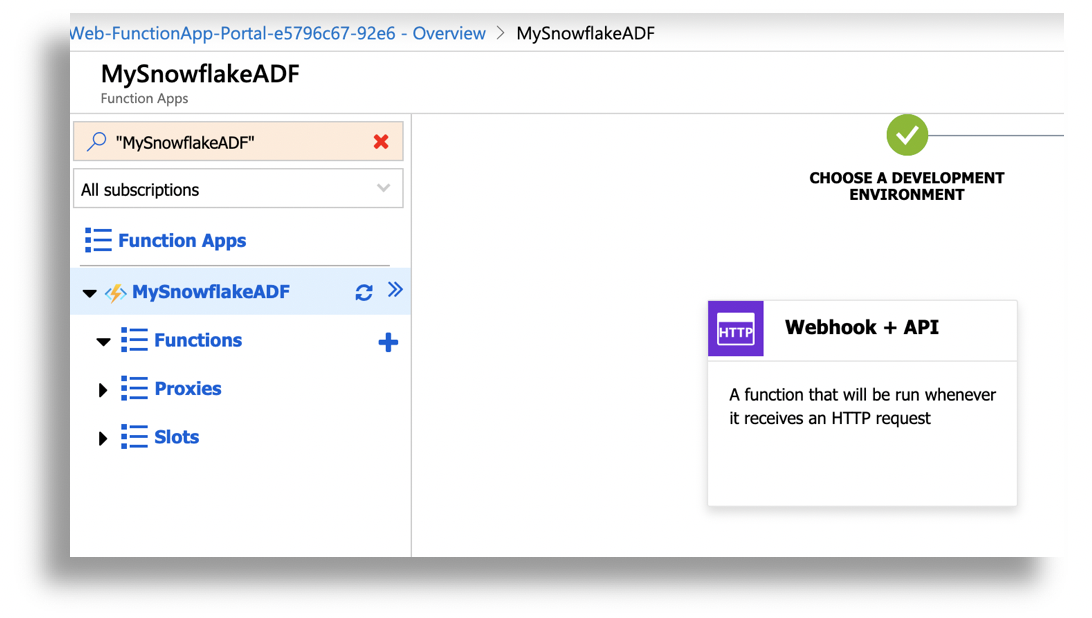 Web-FunctionApp-Portal-e5796c67-92e6 - Overview > MySnowflakeADF
MySnowflakeADF
Function Apps
"MySnowflakeADF"
All subscriptions
Function Apps
MySnowflakeADF
Functions
Proxies
Slots
CHOOSE A DEVELOPMENT
ENVIRONMENT
HTTP
Webhook + API
A function that will be run whenever
it receives an HTTP request